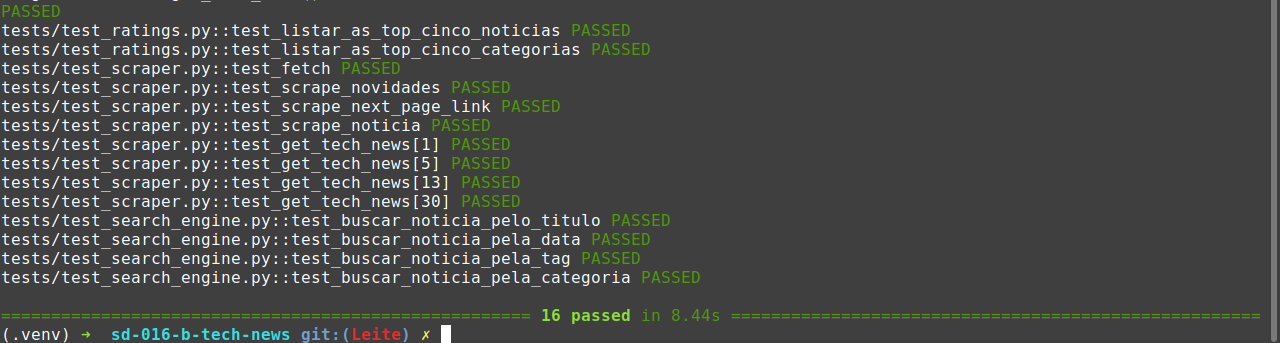 PASSED
tests/test_ratings.py::test_listar_as_top_cinco_noticias PASSED
tests/test_ratings.py::test_listar_as_top_cinco_categorias PASSED
tests/test_scraper.py::test_fetch PASSED
tests/test_scraper.py::test_scrape_novidades PASSED
tests/test_scraper.py::test_scrape_next_page_link PASSED
tests/test_scraper.py::test_scrape_noticia PASSED
tests/test_scraper.py::test_get_tech_news[1] PASSED
tests/test_scraper.py::test_get_tech_news[5] PASSED
tests/test_scraper.py::test_get_tech_news[13] PASSED
tests/test_scraper.py::test_get_tech_news[30] PASSED
tests/test_search_engine.py::test_buscar_noticia_pelo_titulo PASSED
tests/test_search_engine.py::test_buscar_noticia_pela_data PASSED
tests/test_search_engine.py::test_buscar_noticia_pela_tag PASSED
tests/test_search_engine.py::test_buscar_noticia_pela_categoria PASSED
===================================================== 16 passed in 8.44s =====================================================
(.venv) ➜  sd-016-b-tech-news git:(Leite) ✗